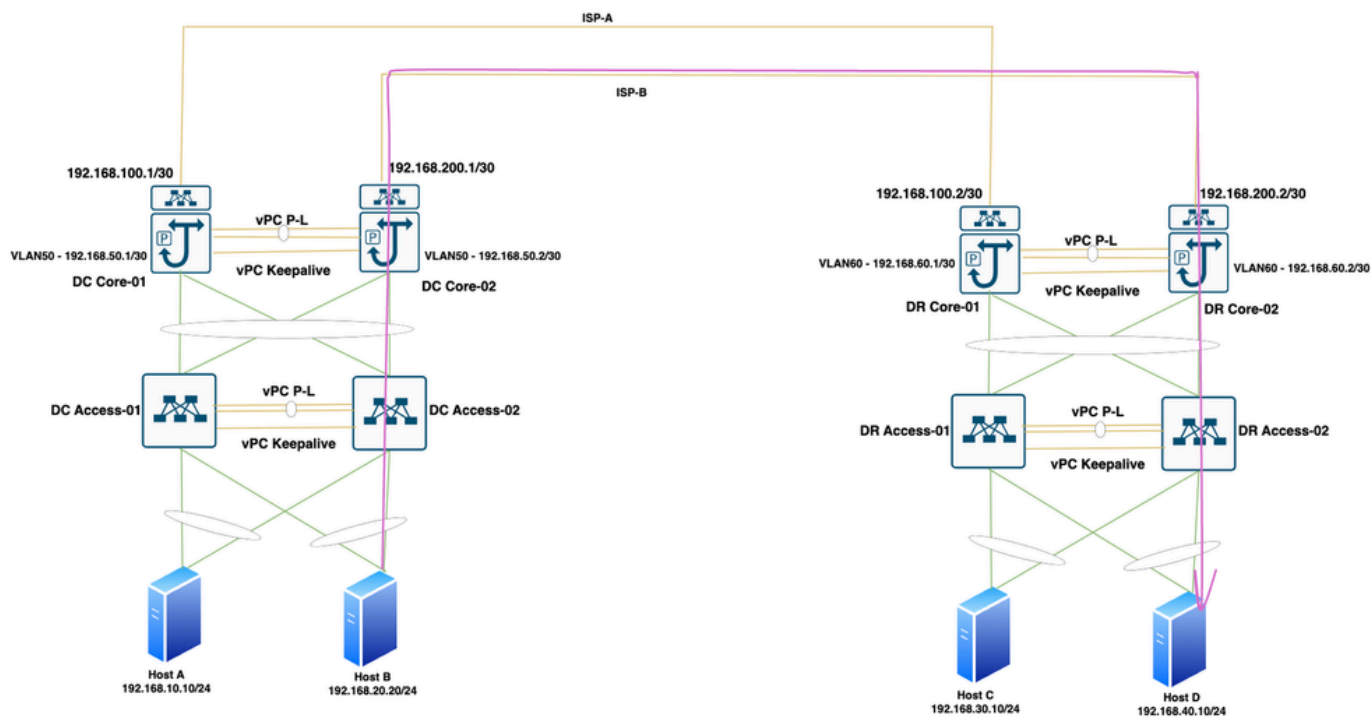 ISP-A
ISP-B
192.168.100.1/30
192.168.200.1/30
192.168.100.2/30
192.168.200.2/30
vPC P-L
P
P
VLAN50 - 192.168.50.1/30
VLAN50 - 192.168.50.2/30
vPC Keepalive
DC Core-01
DC Core-02
vPC P-L
P
P
VLAN60 - 192.168.60.1/30
VLAN60 - 192.168.60.2/30
vPC Keepalive
DR Core-01
DR Core-02
vPC P-L
DC Access-01
DC Access-02
vPC Keepalive
vPC P-L
DR Access-01
DR Access-02
vPC Keepalive
Host A
192.168.10.10/24
Host B
192.168.20.20/24
Host C
192.168.30.10/24
Host D
192.168.40.10/24